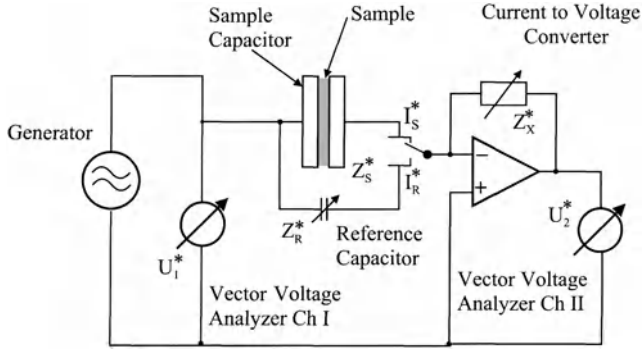 Sample
Capacitor
Sample
Current to Voltage
Converter
Generator
I*S
Z*X
Z*S
I*R
−
+
Z*R
Reference
Capacitor
U*1
U*2
Vector Voltage
Analyzer Ch I
Vector Voltage
Analyzer Ch II